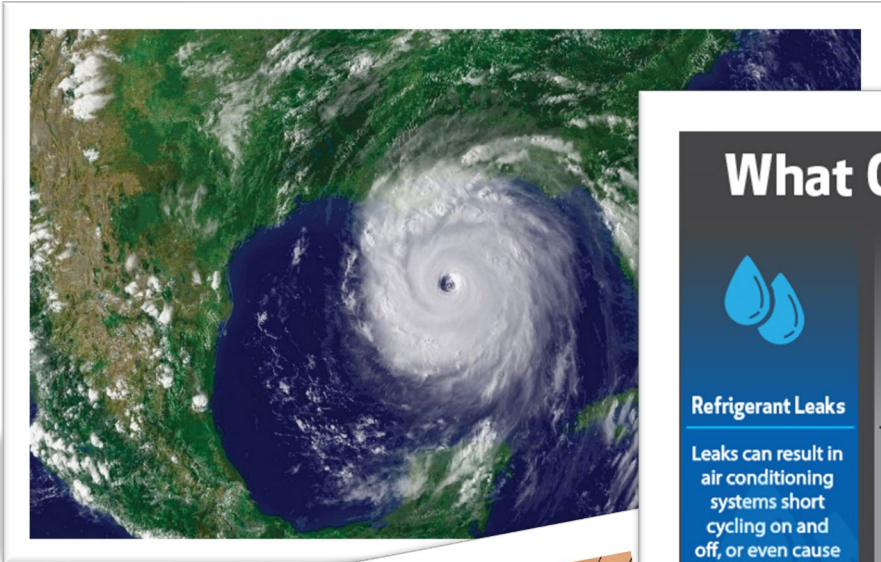 What
Refrigerant Leaks
Leaks can result in
air conditioning
systems short
cycling on and
off, or even cause